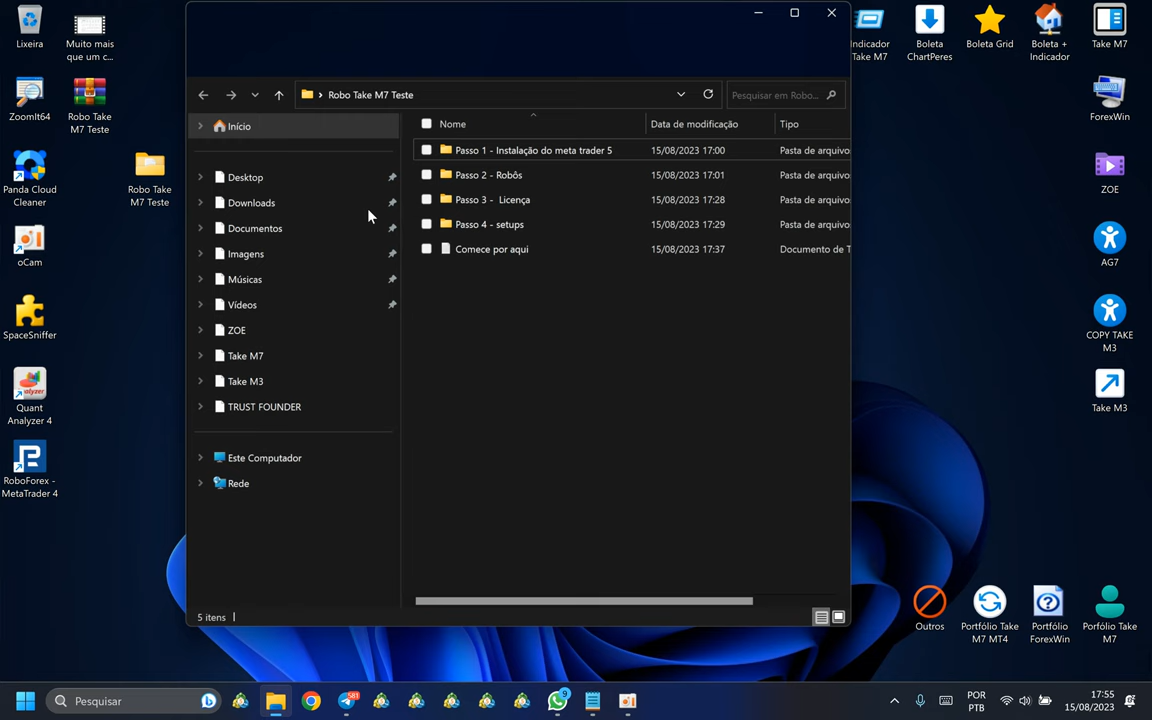 Lixeira
Muito mais
que um c...
ZoomIt64
Robo Take
M7 Teste
Panda Cloud
Cleaner
Robo Take
M7 Teste
oCam
SpaceSniffer
Quant
Analyzer 4
RoboForex -
MetaTrader 4
Robo Take M7 Teste
Pesquisar em Robo...
Início
Desktop
Downloads
Documentos
Imagens
Músicas
Vídeos
ZOE
Take M7
Take M3
TRUST FOUNDER
Este Computador
Rede
Nome
Data de modificação
Tipo
Passo 1 - Instalação do meta trader 5
15/08/2023 17:00
Pasta de arquivo
Passo 2 - Robôs
15/08/2023 17:01
Pasta de arquivo
Passo 3 -  Licença
15/08/2023 17:28
Pasta de arquivo
Passo 4 - setups
15/08/2023 17:29
Pasta de arquivo
Comece por aqui
15/08/2023 17:37
Documento de T
5 itens
Indicador
Take M7
Boleta
ChartPeres
Boleta Grid
Boleta +
Indicador
Take M7
ForexWin
ZOE
AG7
COPY TAKE
M3
Take M3
Outros
Portfólio Take
M7 MT4
Portfólio
ForexWin
Porfólio Take
M7
Pesquisar
581
9
POR
PTB
17:55
15/08/2023